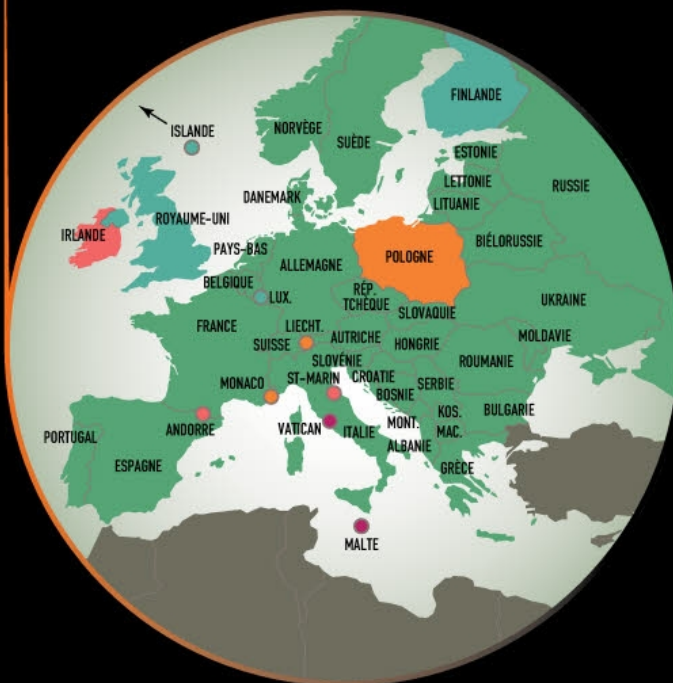 FINLANDE
ISLANDE
NORVÈGE
SUÈDE
ESTONIE
LETTONIE
RUSSIE
DANEMARK
LITUANIE
ROYAUME-UNI
IRLANDE
PAYS-BAS
BIÉLORUSSIE
POLOGNE
ALLEMAGNE
BELGIQUE
LUX.
RÉP.
TCHÈQUE
UKRAINE
SLOVAQUIE
FRANCE
LIECHT.
SUISSE
AUTRICHE
HONGRIE
MOLDAVIE
SLOVÉNIE
ROUMANIE
MONACO
ST-MARIN
CROATIE
SERBIE
BOSNIE
ANDORRE
VATICAN
ITALIE
MONT.
KOS.
BULGARIE
PORTUGAL
MAC.
ALBANIE
ESPAGNE
GRÈCE
MALTE